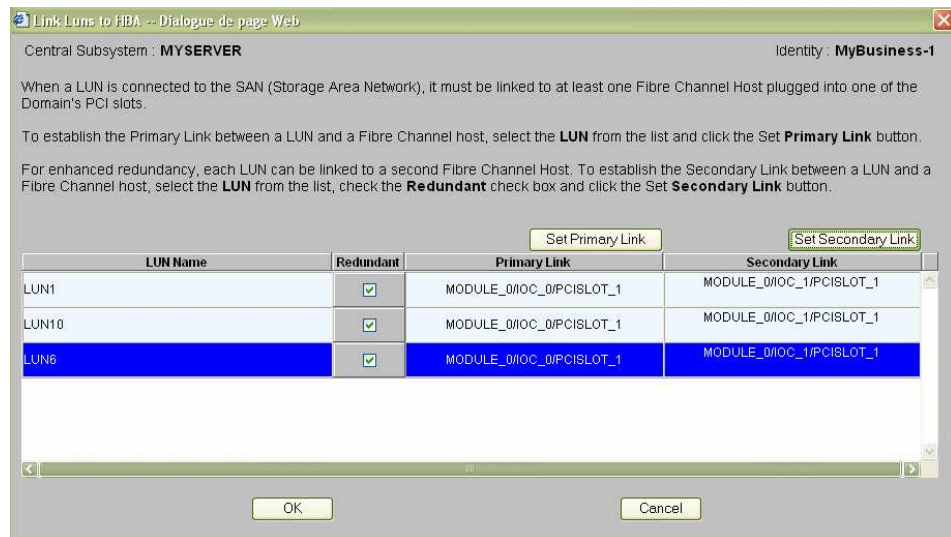 Link Luns to HBA -- Dialogue de page Web
Central Subsystem : MYSERVER Identity : MyBusiness-1
When a LUN is connected to the SAN (Storage Area Network), it must be linked to at least one Fibre Channel Host plugged into one of the
Domain's PCI slots.
To establish the Primary Link between a LUN and a Fibre Channel host, select the LUN from the list and click the Set Primary Link button.
For enhanced redundancy, each LUN can be linked to a second Fibre Channel Host. To establish the Secondary Link between a LUN and a
Fibre Channel host, select the LUN from the list, check the Redundant check box and click the Set Secondary Link button.
Set Primary Link Set Secondary Link
LUN Name Redundant Primary Link Secondary Link
LUN1 MODULE_0/IOC_0/PCISLOT_1 MODULE_0/IOC_1/PCISLOT_1
LUN10 MODULE_0/IOC_0/PCISLOT_1 MODULE_0/IOC_1/PCISLOT_1
LUN6 MODULE_0/IOC_0/PCISLOT_1 MODULE_0/IOC_1/PCISLOT_1
OK Cancel